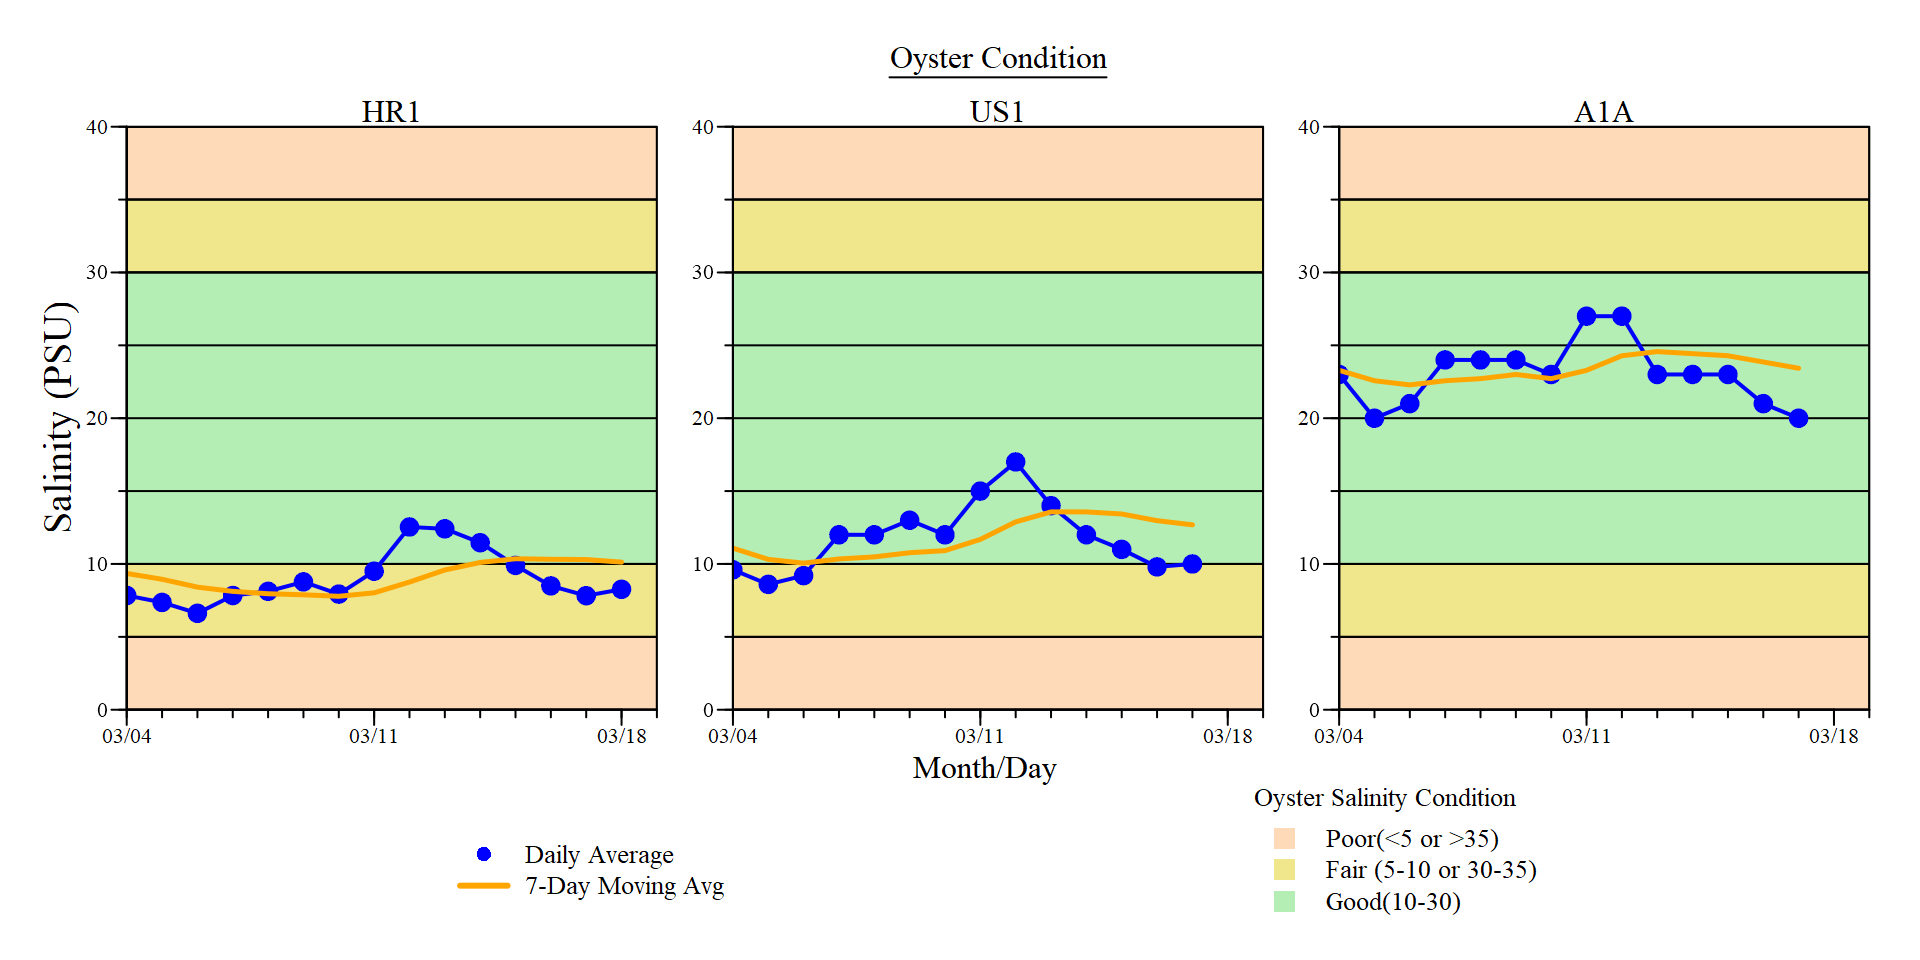 Oyster Condition
HR1
US1
A1A
Salinity (PSU)
40
30
20
10
0
03/04
03/11
03/18
40
30
20
10
0
03/04
03/11
03/18
40
30
20
10
0
03/04
03/11
03/18
Month/Day
Daily Average
7-Day Moving Avg
Oyster Salinity Condition
Poor(<5 or >35)
Fair (5-10 or 30-35)
Good(10-30)